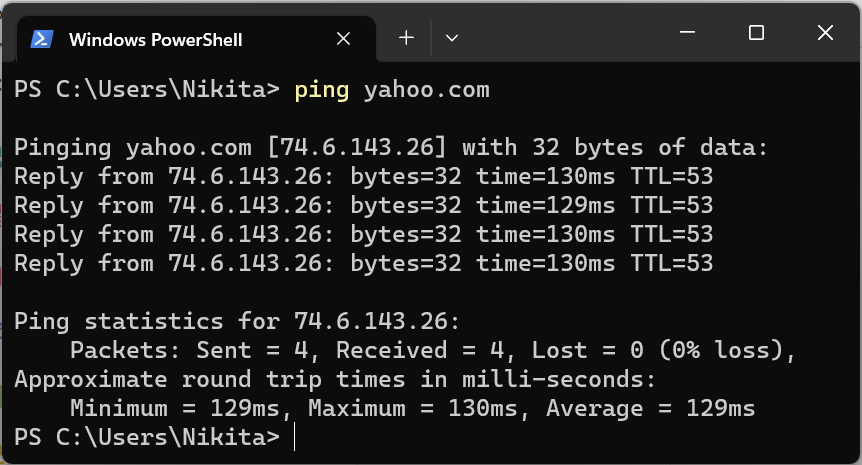 Windows PowerShell
PS C:\Users\Nikita> ping yahoo.com
Pinging yahoo.com [74.6.143.26] with 32 bytes of data:
Reply from 74.6.143.26: bytes=32 time=130ms TTL=53
Reply from 74.6.143.26: bytes=32 time=129ms TTL=53
Reply from 74.6.143.26: bytes=32 time=130ms TTL=53
Reply from 74.6.143.26: bytes=32 time=130ms TTL=53
Ping statistics for 74.6.143.26:
    Packets: Sent = 4, Received = 4, Lost = 0 (0% loss),
Approximate round trip times in milli-seconds:
    Minimum = 129ms, Maximum = 130ms, Average = 129ms
PS C:\Users\Nikita>